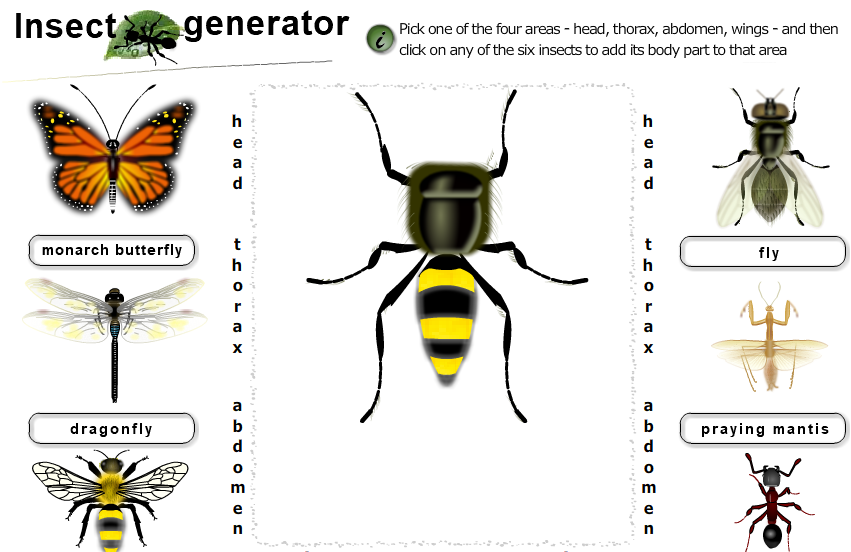 Insect generator
i
Pick one of the four areas - head, thorax, abdomen, wings - and then
click on any of the six insects to add its body part to that area
head
head
monarch butterfly
thorax
thorax
fly
dragonfly
abdomen
abdomen
praying mantis